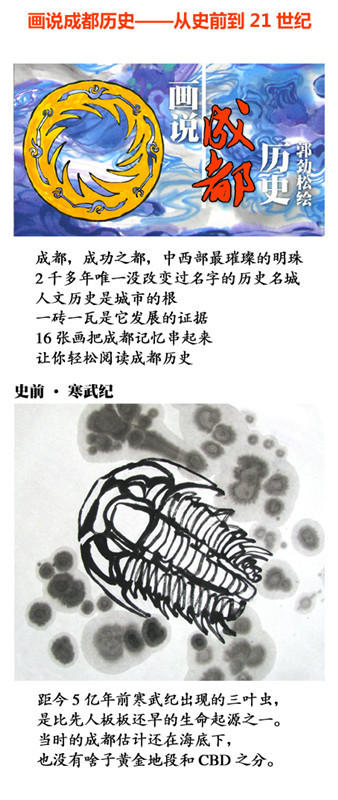 画说成都历史——从史前到 21 世纪
画说
成都
历史
郭劲松绘
成都，成功之都，中西部最璀璨的明珠
2 千多年唯一没改变过名字的历史名城
人文历史是城市的根
一砖一瓦是它发展的证据
16 张画把成都记忆串起来
让你轻松阅读成都历史
史前 · 寒武纪
距今 5 亿年前寒武纪出现的三叶虫，
是比先人板板还早的生命起源之一。
当时的成都估计还在海底下，
也没有啥子黄金地段和 CBD 之分。